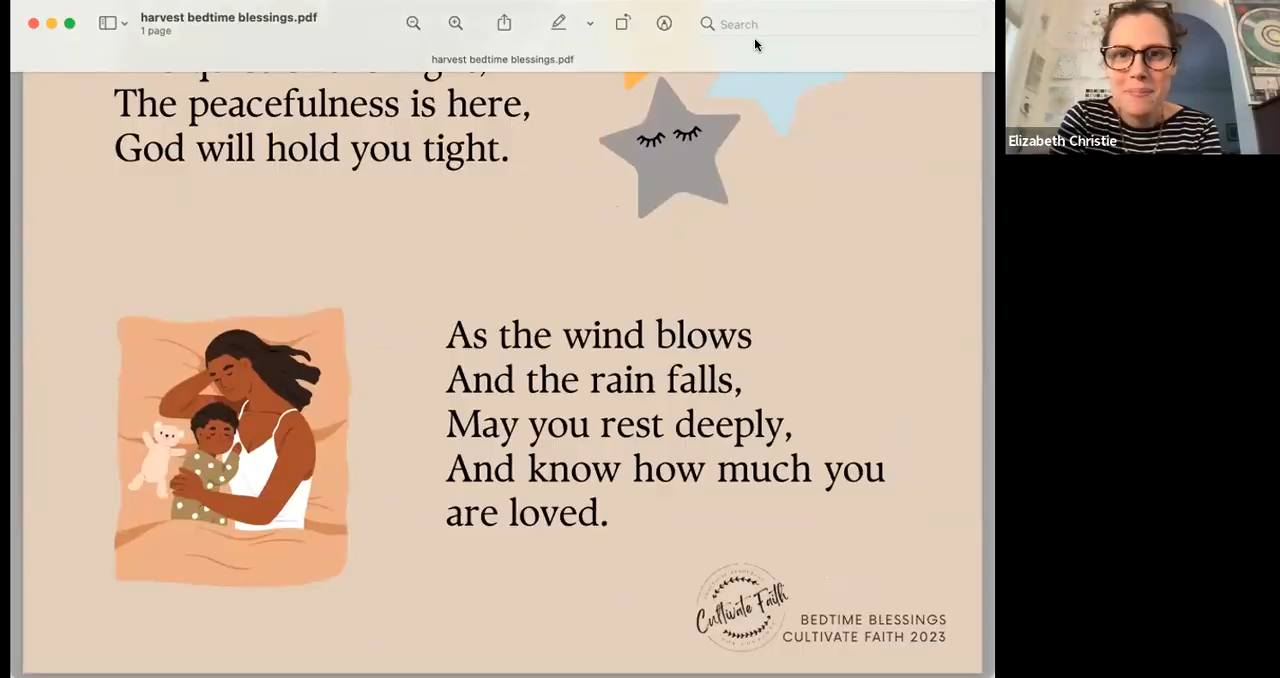 harvest bedtime blessings.pdf
1 page
Search
harvest bedtime blessings.pdf
The peacefulness is here,
God will hold you tight.
As the wind blows
And the rain falls,
May you rest deeply,
And know how much you
are loved.
Cultivate Faith
BEDTIME BLESSINGS
CULTIVATE FAITH 2023
Elizabeth Christie